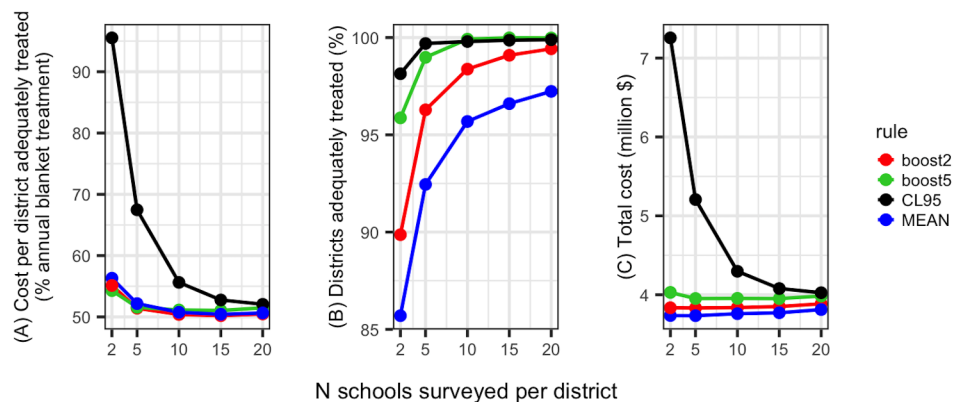 (A) Cost per district adequately treated
(% annual blanket treatment)
90
80
70
60
50
2
5
10
15
20
(B) Districts adequately treated (%)
100
95
90
85
2
5
10
15
20
(C) Total cost (million $)
7
6
5
4
2
5
10
15
20
rule
boost2
boost5
CL95
MEAN
N schools surveyed per district